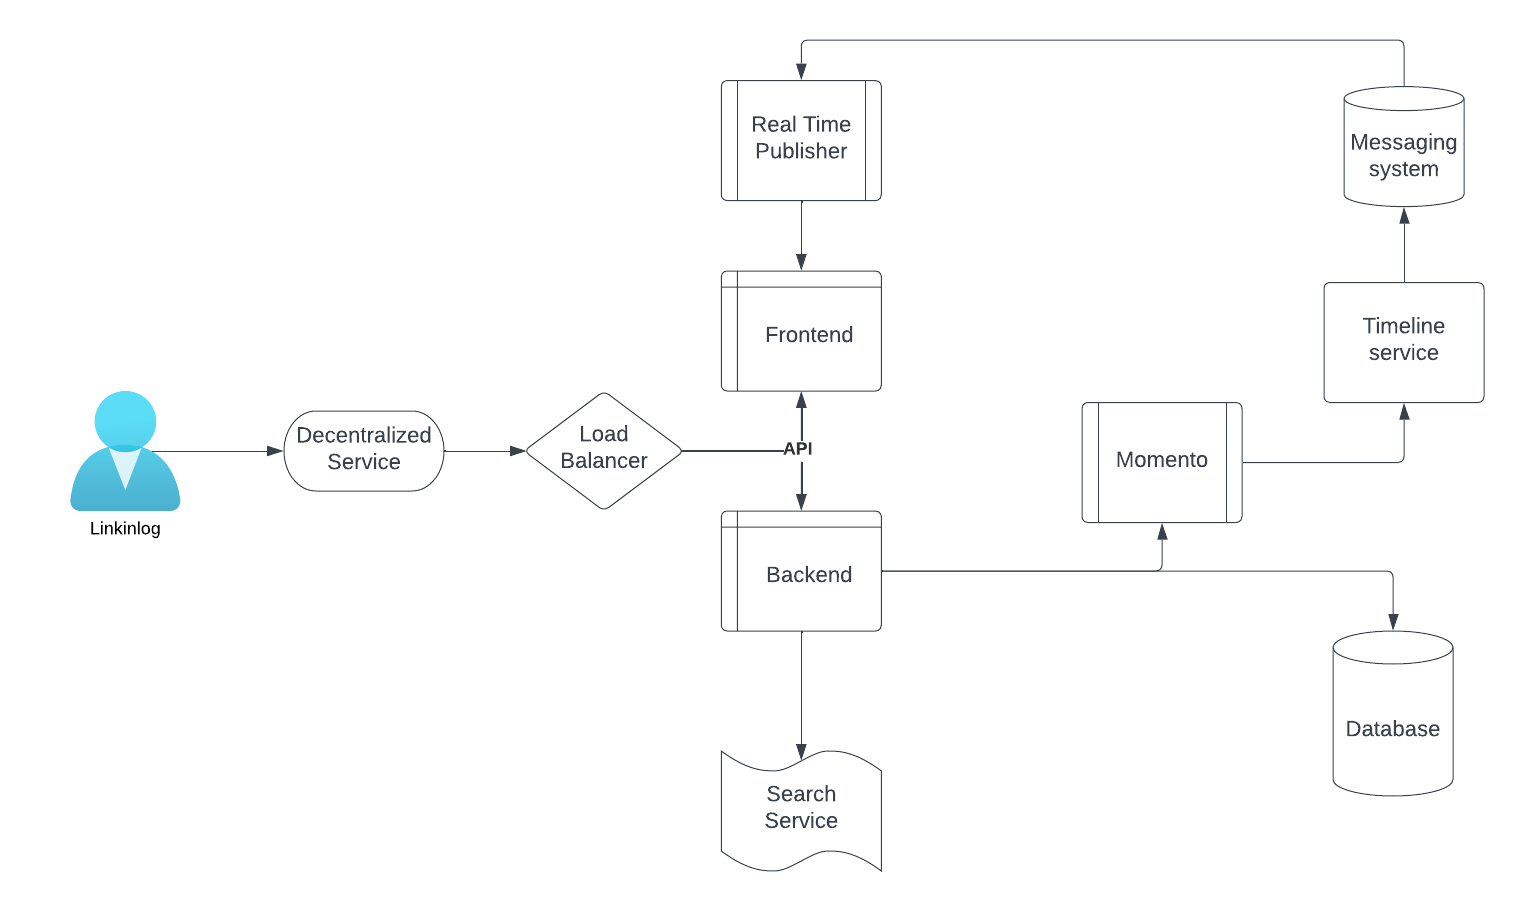 Real Time
Publisher
Messaging
system
Frontend
Timeline
service
Decentralized
Service
Load
Balancer
API
Momento
Linkinlog
Backend
Database
Search
Service